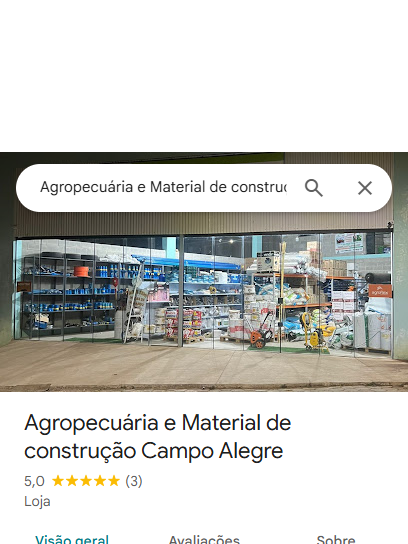 Agropecuária e Material de construç
Agropecuária e Material de
construção Campo Alegre
5,0 (3)
Loja
Visão geral Avaliações Sobre